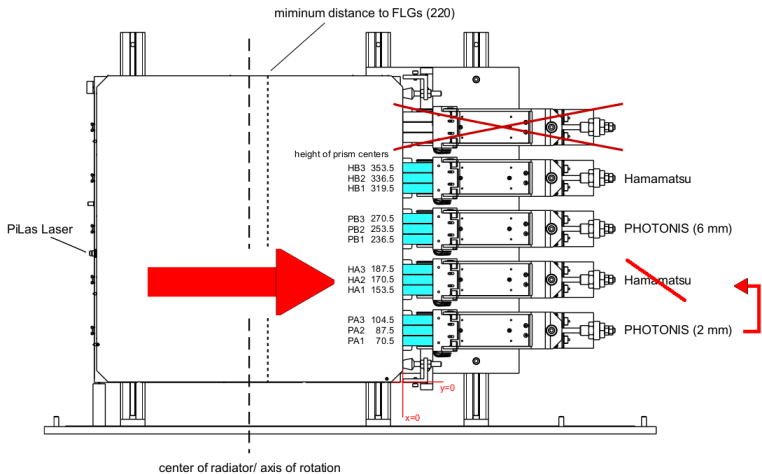 miminum distance to FLGs (220)
height of prism centers
HB3 353.5
HB2 336.5
HB1 319.5
Hamamatsu
PB3 270.5
PB2 253.5
PB1 236.5
PHOTONIS (6 mm)
PiLas Laser
HA3 187.5
HA2 170.5
HA1 153.5
Hamamatsu
PA3 104.5
PA2 87.5
PA1 70.5
PHOTONIS (2 mm)
y=0
x=0
center of radiator/ axis of rotation